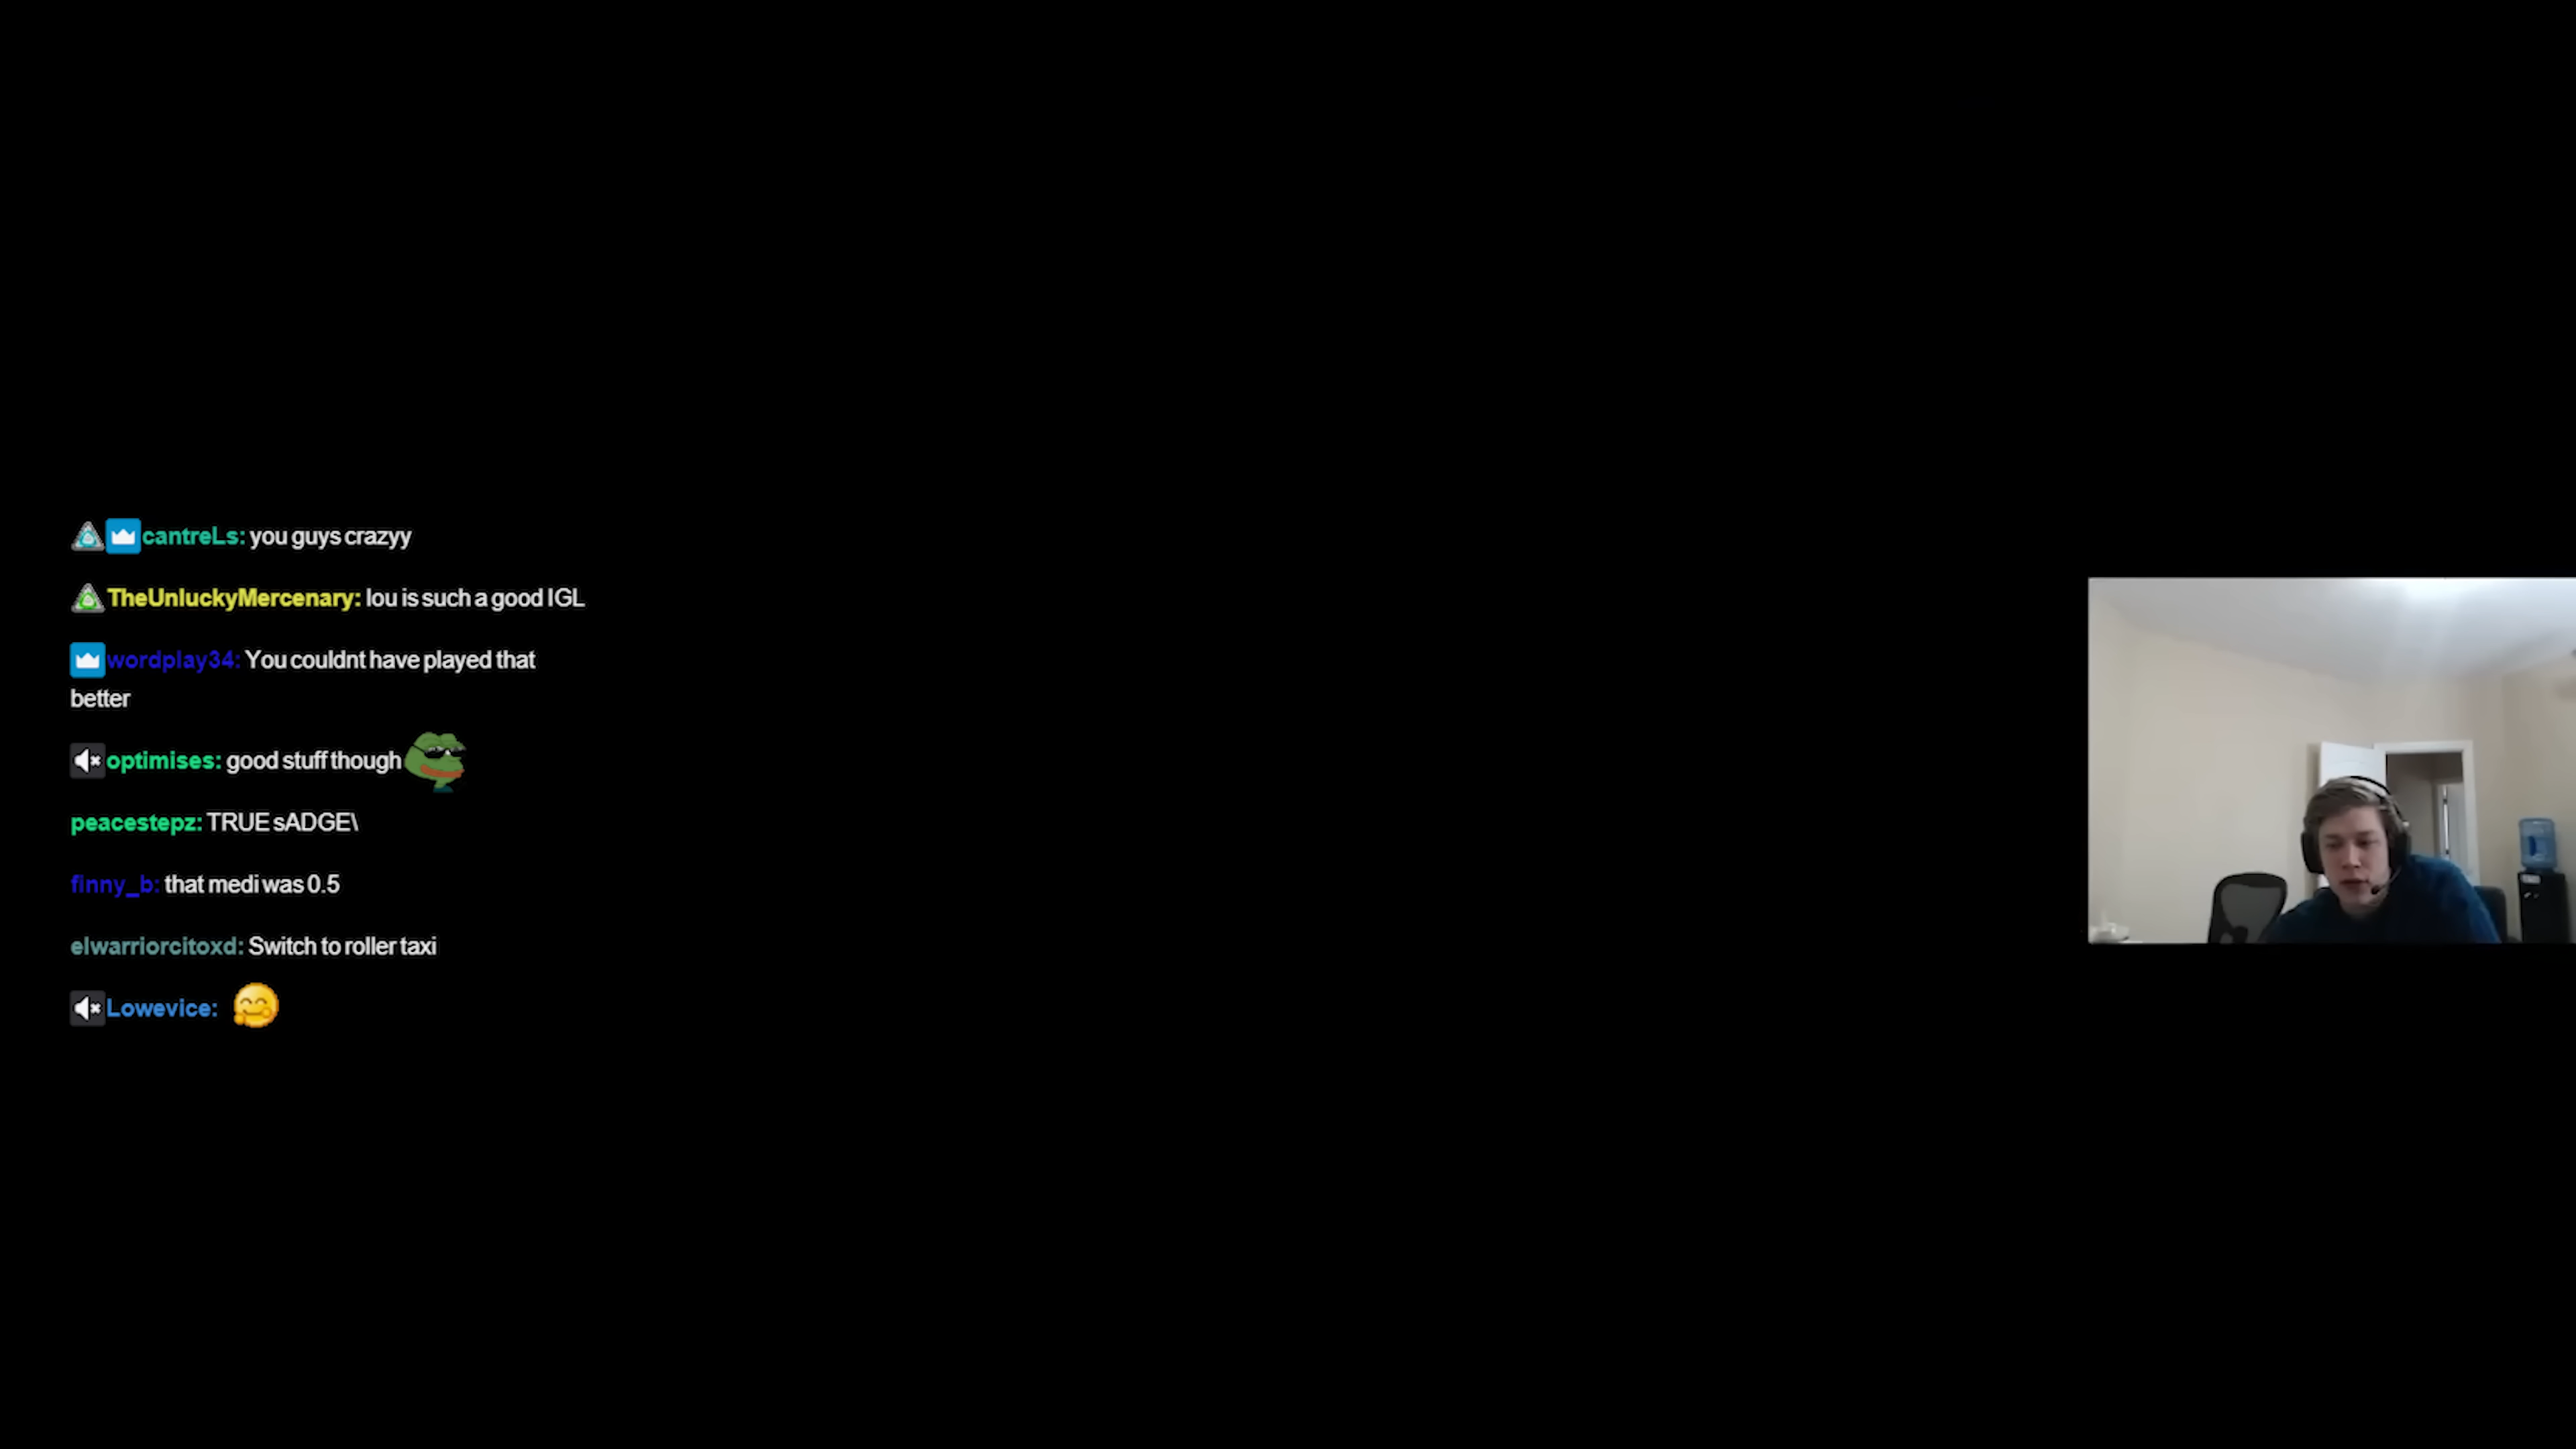 cantreLs: you guys crazyy
TheUnluckyMercenary: lou is such a good IGL
wordplay34: You couldnt have played that
better
optimises: good stuff though
peacestepz: TRUE sADGE\
finny_b: that medi was 0.5
elwarriorcitoxd: Switch to roller taxi
Lowevice: